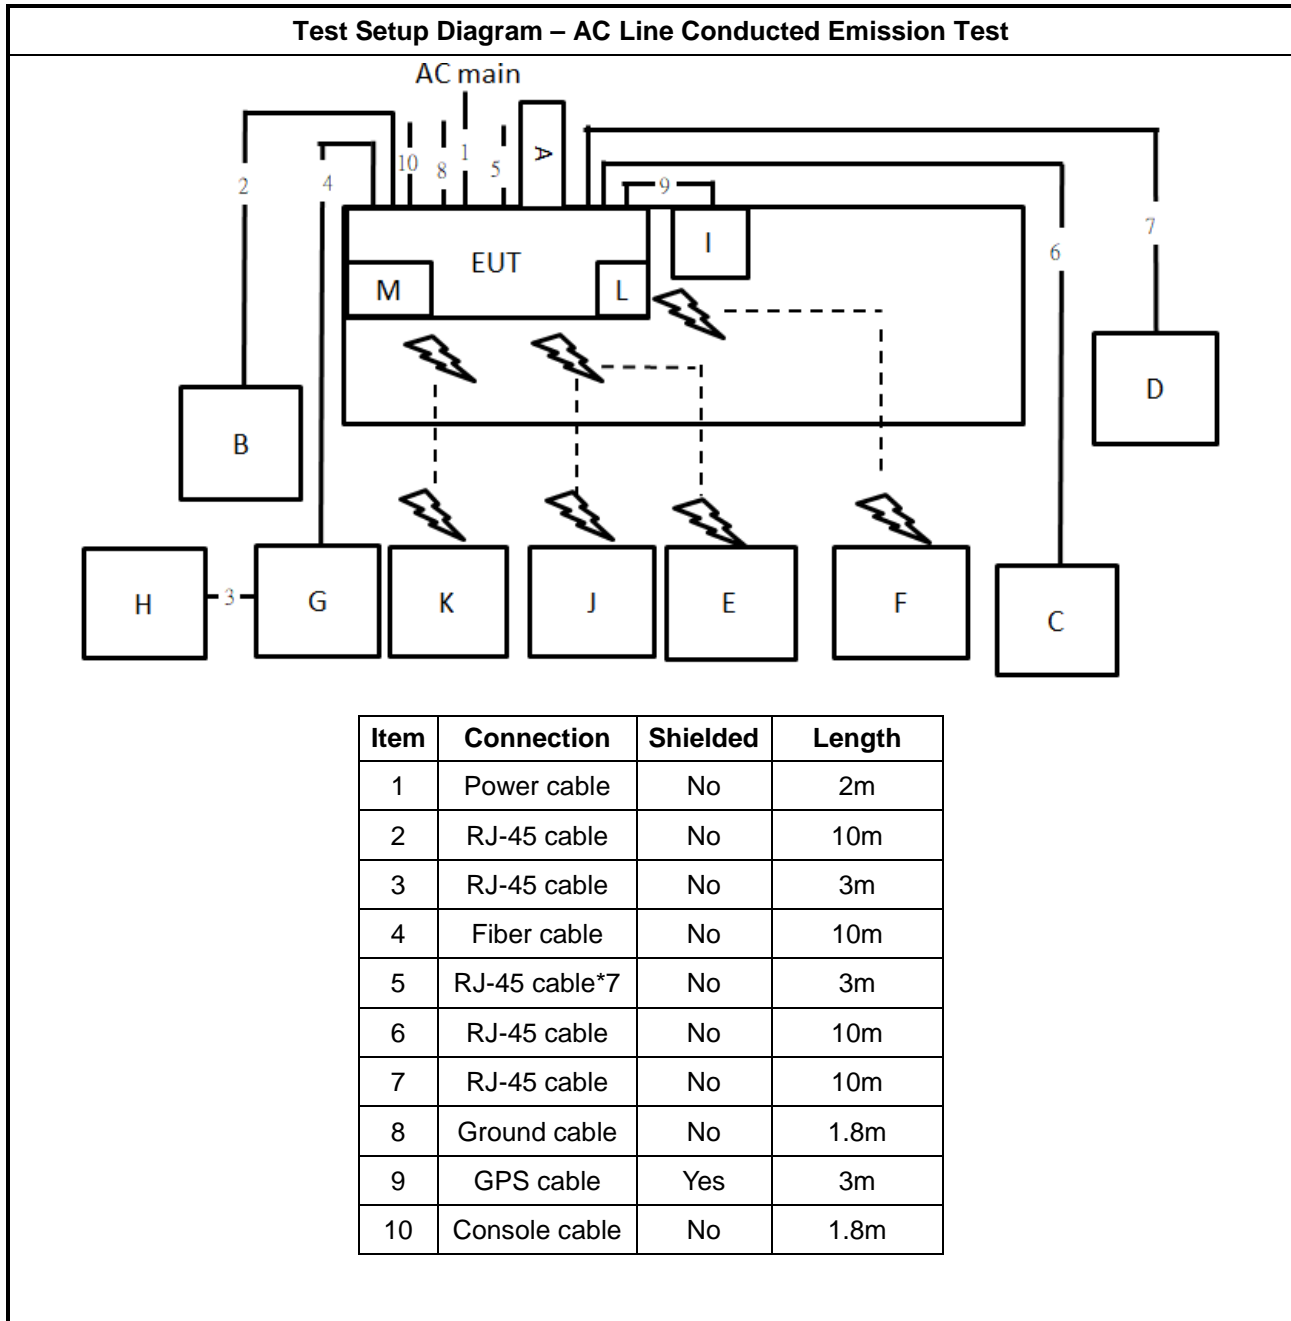 Test Setup Diagram – AC Line Conducted Emission Test
AC main
2
4
10
8
1
5
A
9
7
6
I
EUT
M
L
D
B
H
3
G
K
J
E
F
C
Item Connection Shielded Length
1 Power cable No 2m
2 RJ-45 cable No 10m
3 RJ-45 cable No 3m
4 Fiber cable No 10m
5 RJ-45 cable*7 No 3m
6 RJ-45 cable No 10m
7 RJ-45 cable No 10m
8 Ground cable No 1.8m
9 GPS cable Yes 3m
10 Console cable No 1.8m